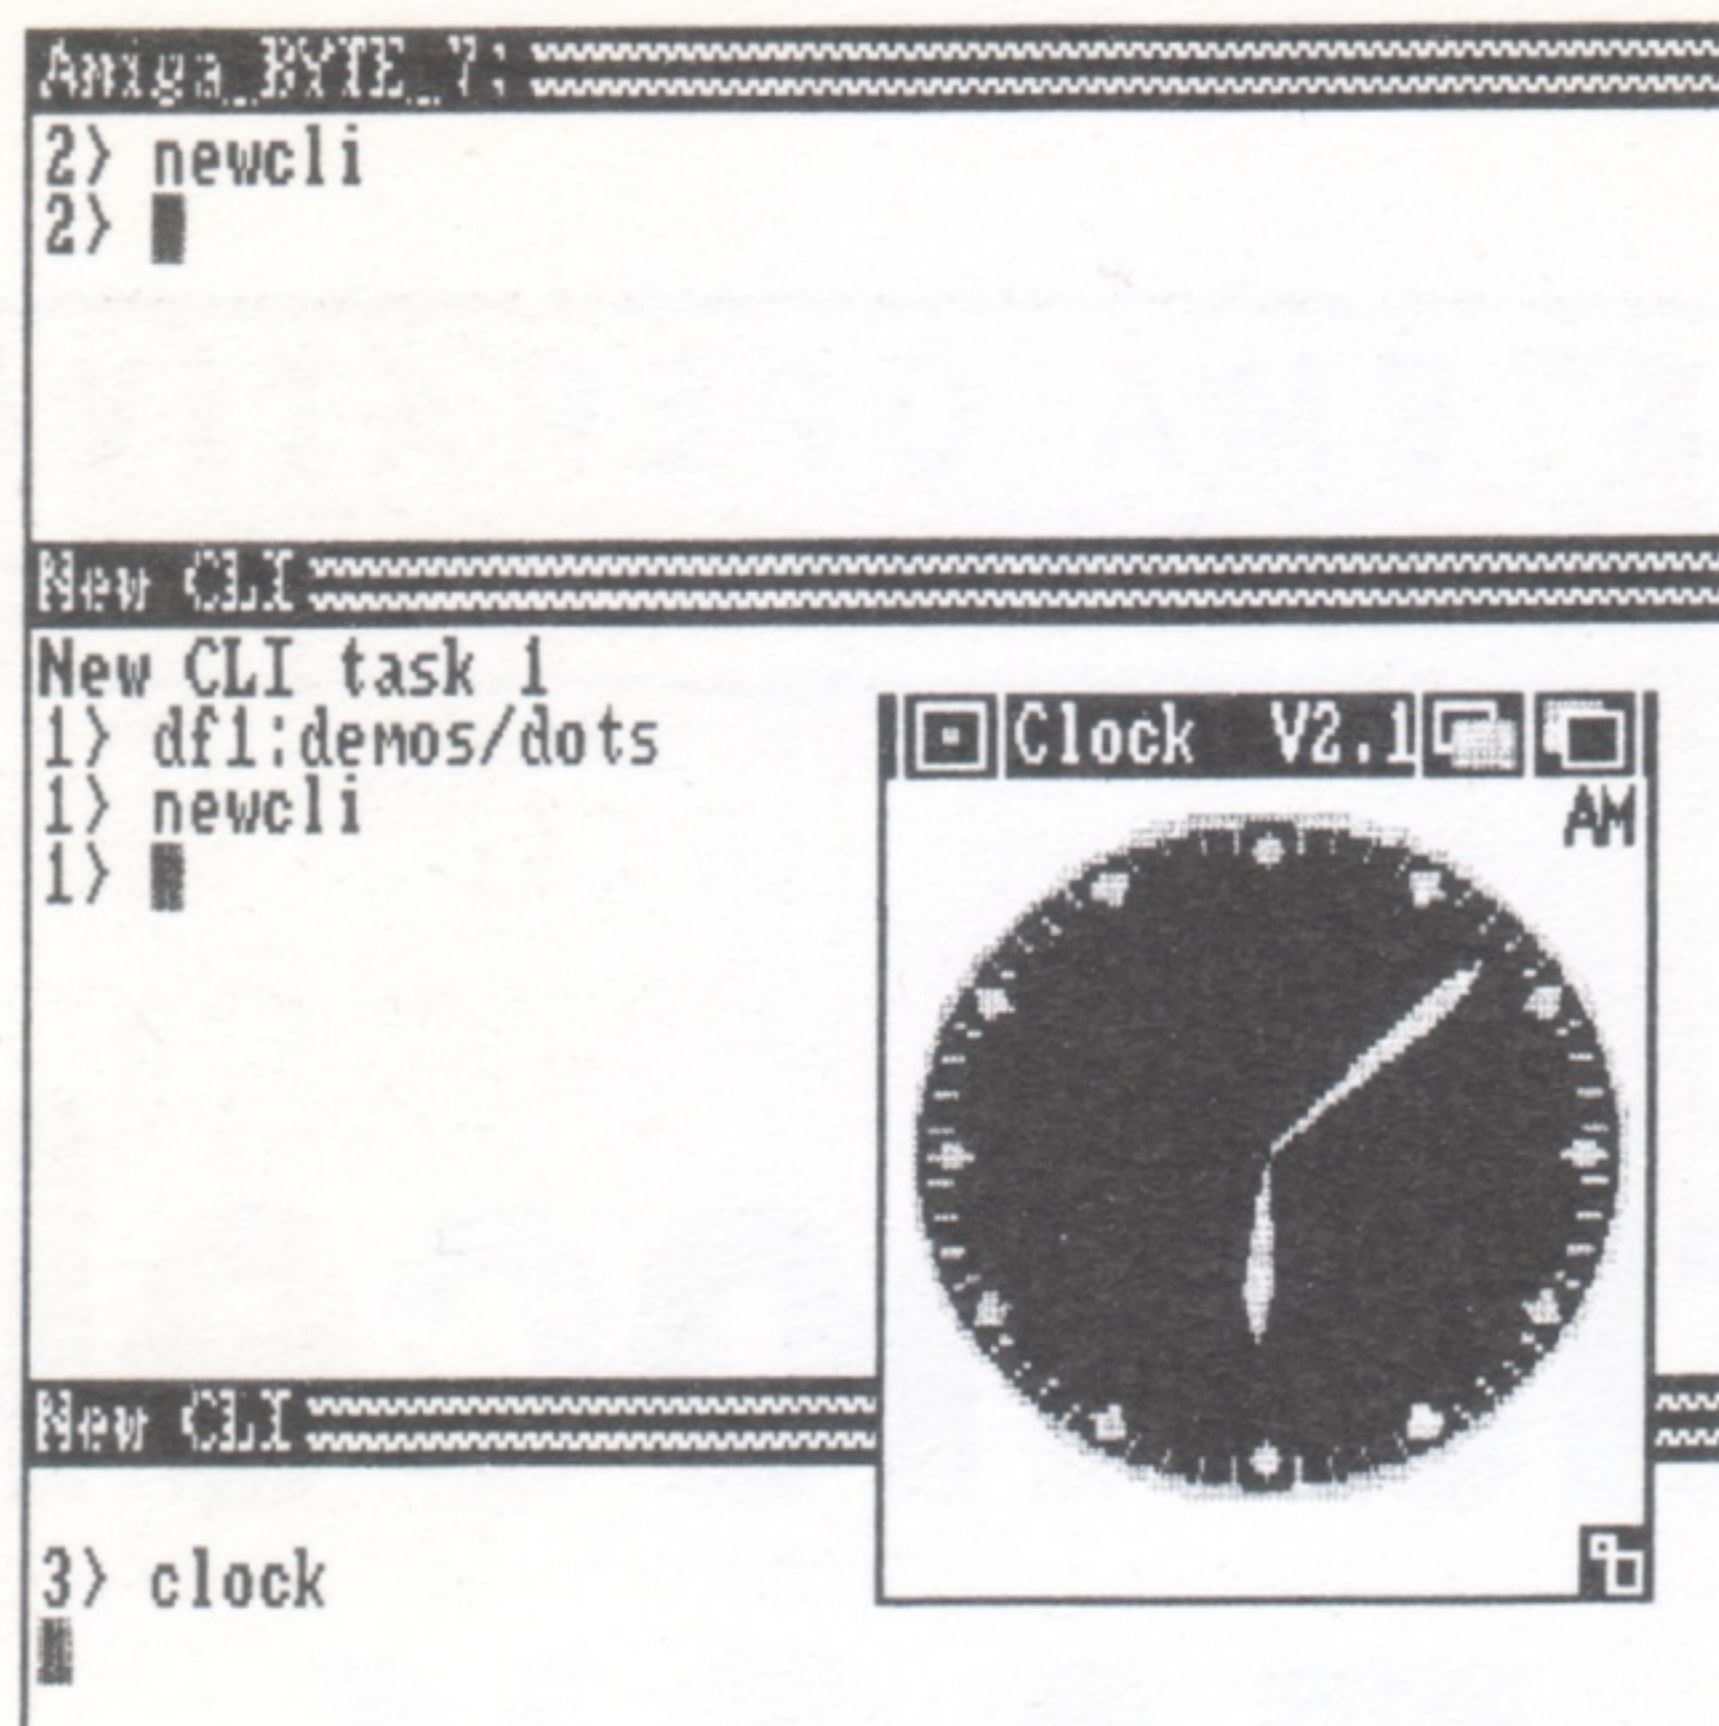 Amiga_BYTE_7:
2> newcli
2>
New CLI
New CLI task 1
1> df1:demos/dots
1> newcli
1>
Clock V2.1
AM
New CLI
3> clock